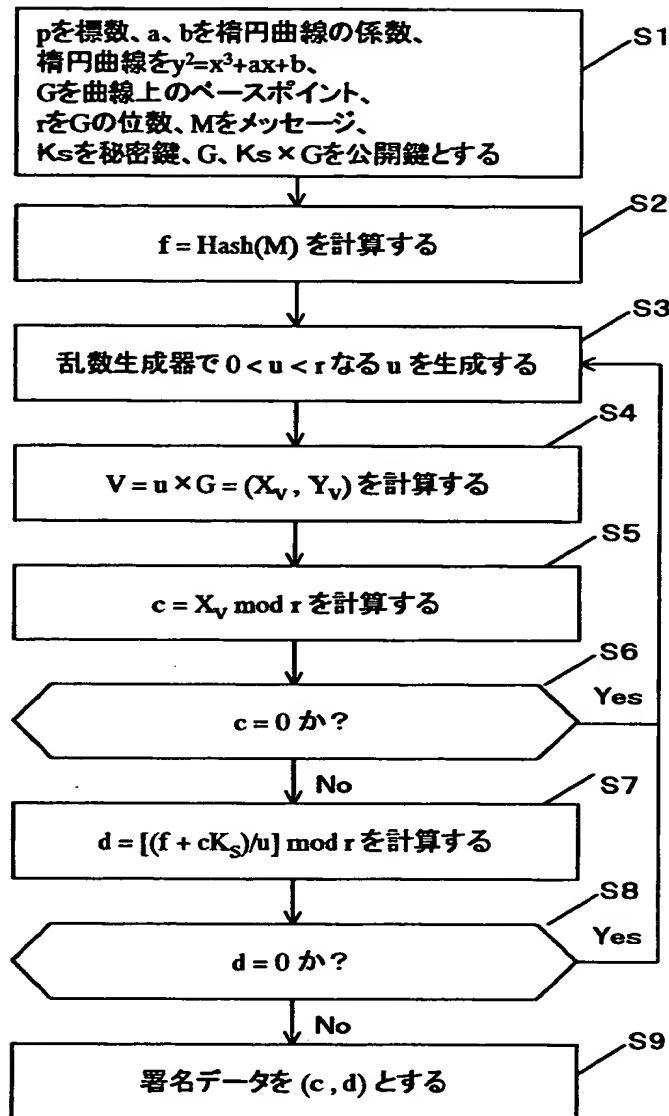 pを標数、a、bを楕円曲線の係数、
楕円曲線をy²=x³+ax+b、
Gを曲線上のベースポイント、
rをGの位数、Mをメッセージ、
Ksを秘密鍵、G、Ks×Gを公開鍵とする
S1
S2
f = Hash(M) を計算する
S3
乱数生成器で 0 < u < r なる u を生成する
S4
V = u × G = (X_V , Y_V) を計算する
S5
c = X_V mod r を計算する
S6
c = 0 か？
Yes
No
S7
d = [(f + cK_S)/u] mod r を計算する
S8
d = 0 か？
Yes
No
S9
署名データを (c , d) とする